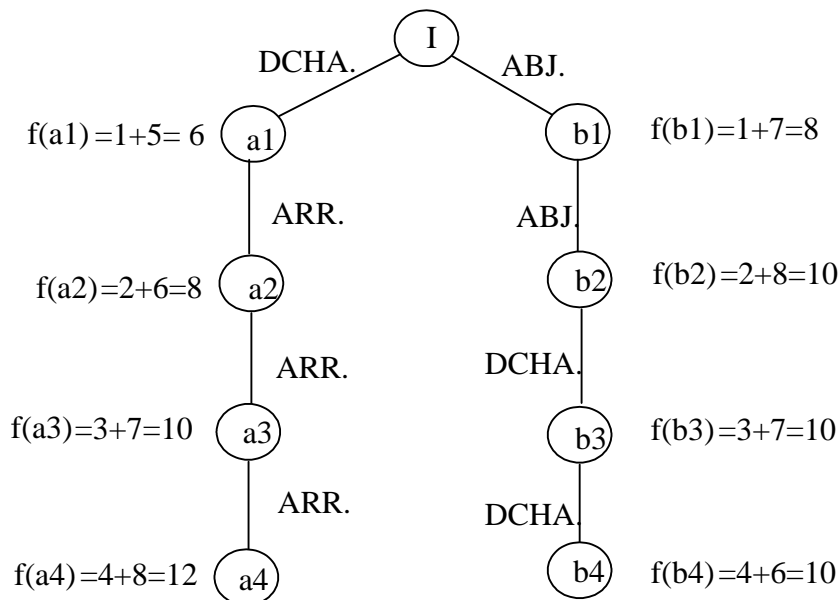 I
DCHA. ABJ.
f(a1) =1+5= 6 a1 b1 f(b1) =1+7=8
ARR. ABJ.
f(a2) =2+6=8 a2 b2 f(b2) =2+8=10
ARR. DCHA.
f(a3) =3+7=10 a3 b3 f(b3) =3+7=10
ARR. DCHA.
f(a4) =4+8=12 a4 b4 f(b4) =4+6=10